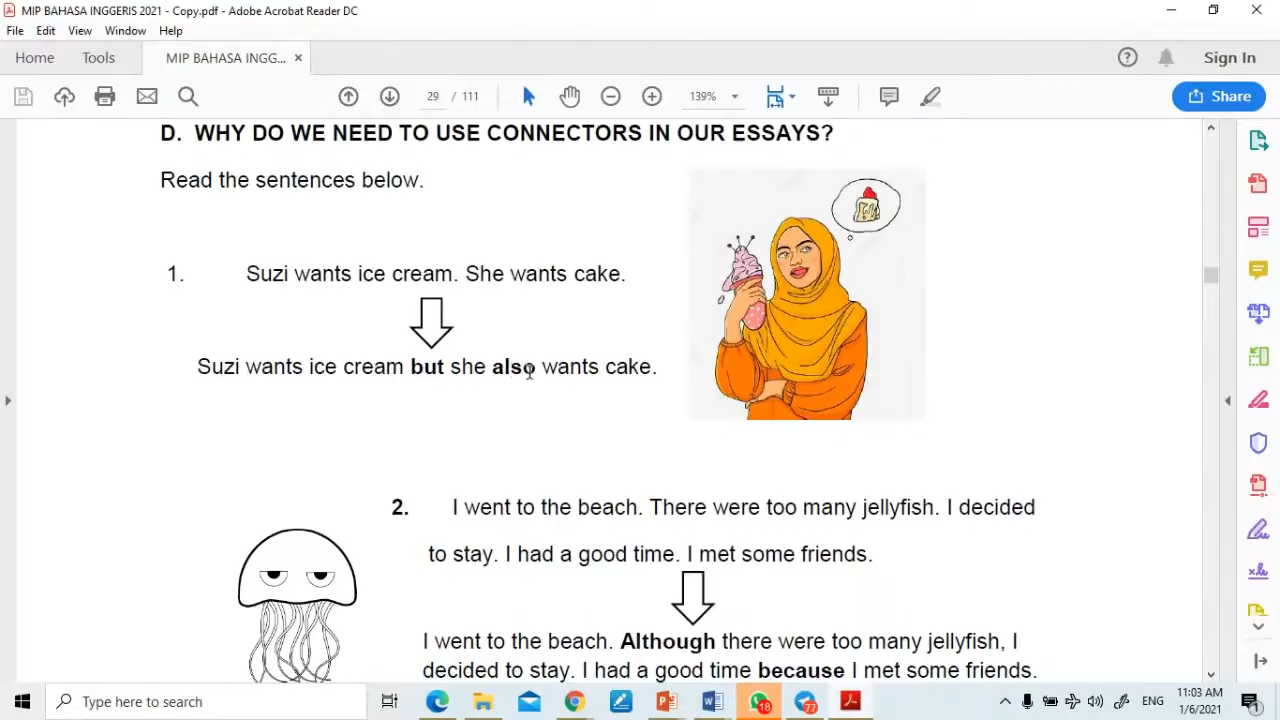 MIP BAHASA INGGERIS 2021 - Copy.pdf - Adobe Acrobat Reader DC
File Edit View Window Help
Home Tools MIP BAHASA INGG... × Sign In
29 / 111 139% Share
D. WHY DO WE NEED TO USE CONNECTORS IN OUR ESSAYS?
Read the sentences below.
1. Suzi wants ice cream. She wants cake.
Suzi wants ice cream but she also wants cake.
2. I went to the beach. There were too many jellyfish. I decided
to stay. I had a good time. I met some friends.
I went to the beach. Although there were too many jellyfish, I
decided to stay. I had a good time because I met some friends.
Type here to search 18 77 ENG 11:03 AM
1/6/2021 1